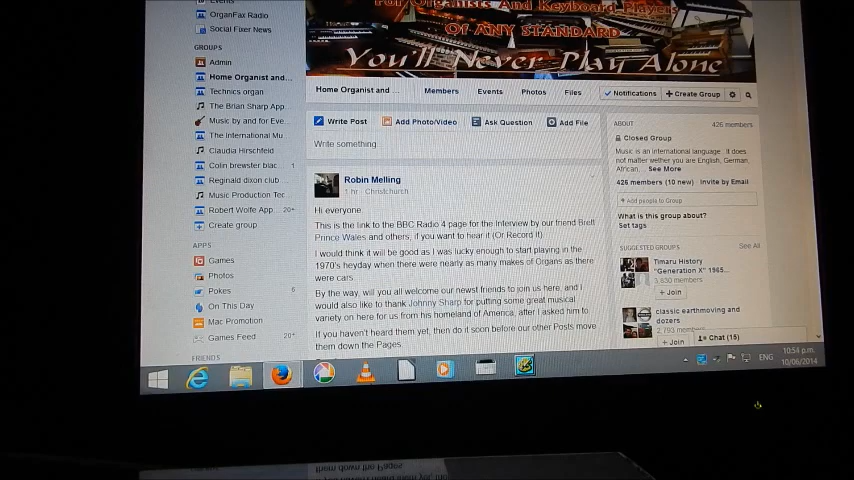 Events
OrganFax Radio
Social Fixer News
GROUPS
Admin
Home Organist and...
Technics organ
The Brian Sharp App...
Music by and for Eve...
The International Mu...
Claudia Hirschfeld
Colin brewster blac... 1
Reginald dixon club ...
Music Production Tec...
Robert Wolfe App... 20+
Create group
APPS
Games
Photos
Pokes 6
On This Day
Mac Promotion
Games Feed 20+
FRIENDS
For Organists And Keyboard Players
OF ANY STANDARD
You'll Never Play Alone
Home Organist and ... Members Events Photos Files Notifications + Create Group
Write Post Add Photo/Video Ask Question Add File
Write something
Robin Melling
1 hr · Christchurch
Hi everyone.
This is the link to the BBC Radio 4 page for the Interview by our friend Brett
Prince Wales and others, if you want to hear it (Or Record it).
I would think it will be good as I was lucky enough to start playing in the
1970's heyday when there were nearly as many makes of Organs as there
were cars.
By the way, will you all welcome our newst friends to join us here, and I
would also like to thank Johnny Sharp for putting some great musical
variety on here for us from his homeland of America, after I asked him to
If you haven't heard them yet, then do it soon before our other Posts move
them down the Pages.
ABOUT 426 members
Closed Group
Music is an international language . It does
not matter wether you are English, German,
African,... See More
426 members (10 new) · Invite by Email
+ Add people to Group
What is this group about?
Set tags
SUGGESTED GROUPS See All
Timaru History
"Generation X" 1965...
+ Join
classic earthmoving and
dozers
2,793 members
+ Join
Chat (15)
ENG
10:54 p.m.
10/06/2014